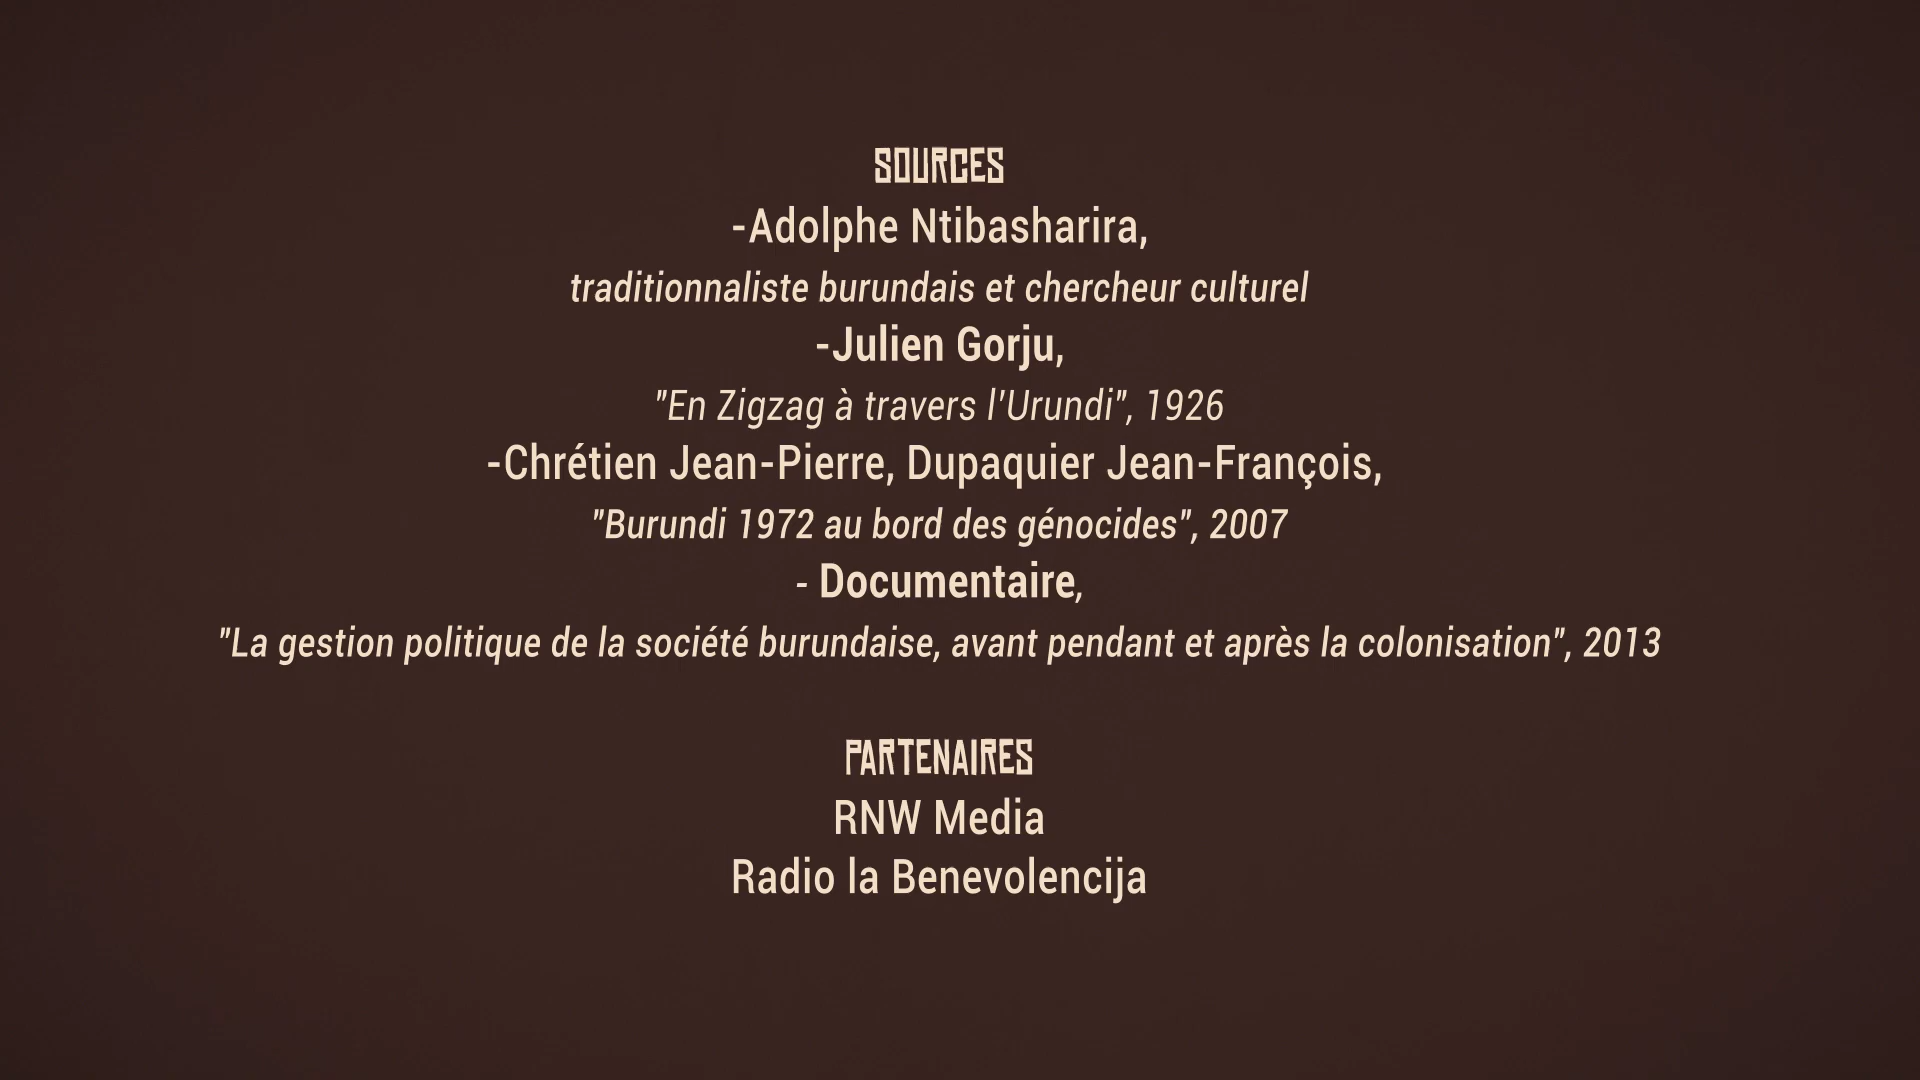 SOURCES
-Adolphe Ntibasharira,
traditionnaliste burundais et chercheur culturel
-Julien Gorju,
"En Zigzag à travers l'Urundi", 1926
-Chrétien Jean-Pierre, Dupaquier Jean-François,
"Burundi 1972 au bord des génocides", 2007
- Documentaire,
"La gestion politique de la société burundaise, avant pendant et après la colonisation", 2013
PARTENAIRES
RNW Media
Radio la Benevolencija